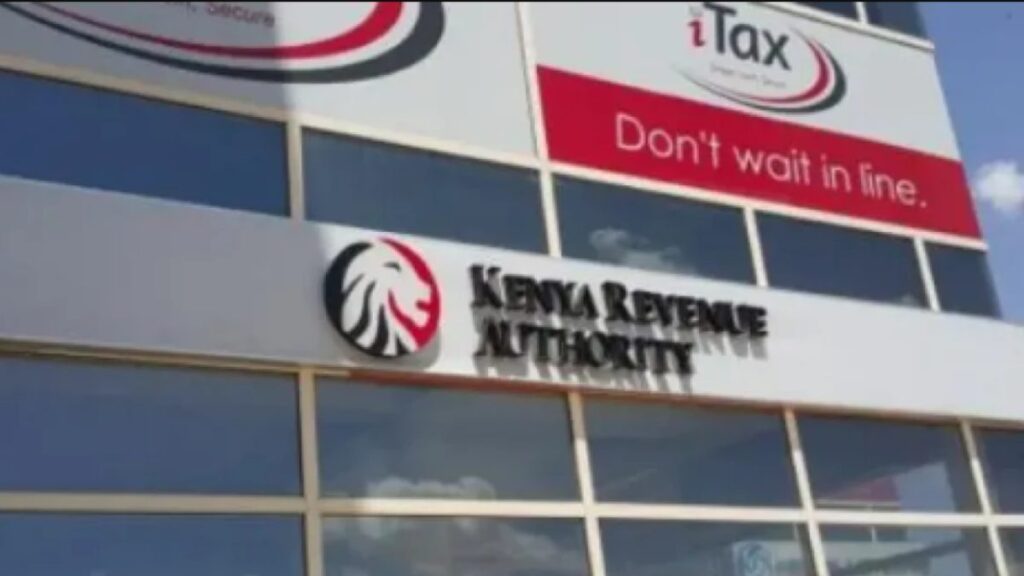 Secure
iTax
Don't wait in line.
KENYA REVENUE
AUTHORITY